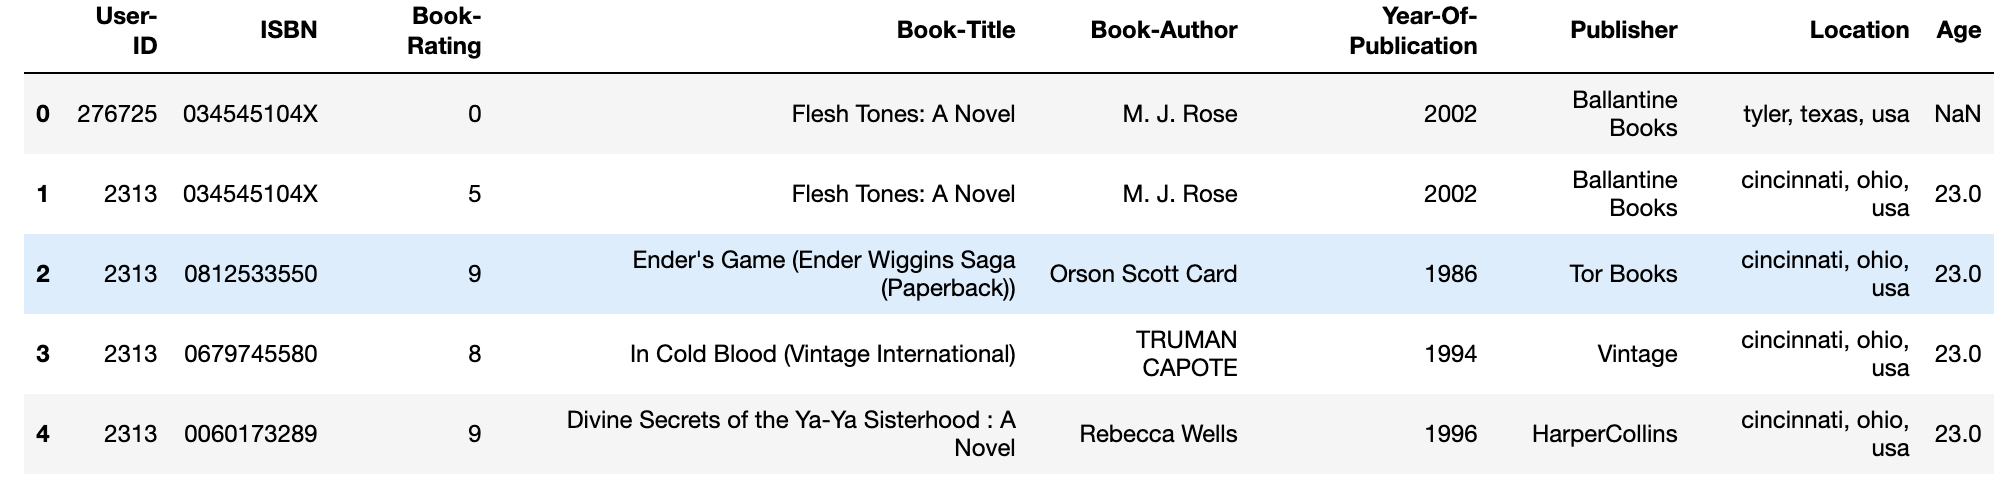 User-ID ISBN Book-Rating Book-Title Book-Author Year-Of-Publication Publisher Location Age
0 276725 034545104X 0 Flesh Tones: A Novel M. J. Rose 2002 Ballantine Books tyler, texas, usa NaN
1 2313 034545104X 5 Flesh Tones: A Novel M. J. Rose 2002 Ballantine Books cincinnati, ohio, usa 23.0
2 2313 0812533550 9 Ender's Game (Ender Wiggins Saga (Paperback)) Orson Scott Card 1986 Tor Books cincinnati, ohio, usa 23.0
3 2313 0679745580 8 In Cold Blood (Vintage International) TRUMAN CAPOTE 1994 Vintage cincinnati, ohio, usa 23.0
4 2313 0060173289 9 Divine Secrets of the Ya-Ya Sisterhood : A Novel Rebecca Wells 1996 HarperCollins cincinnati, ohio, usa 23.0